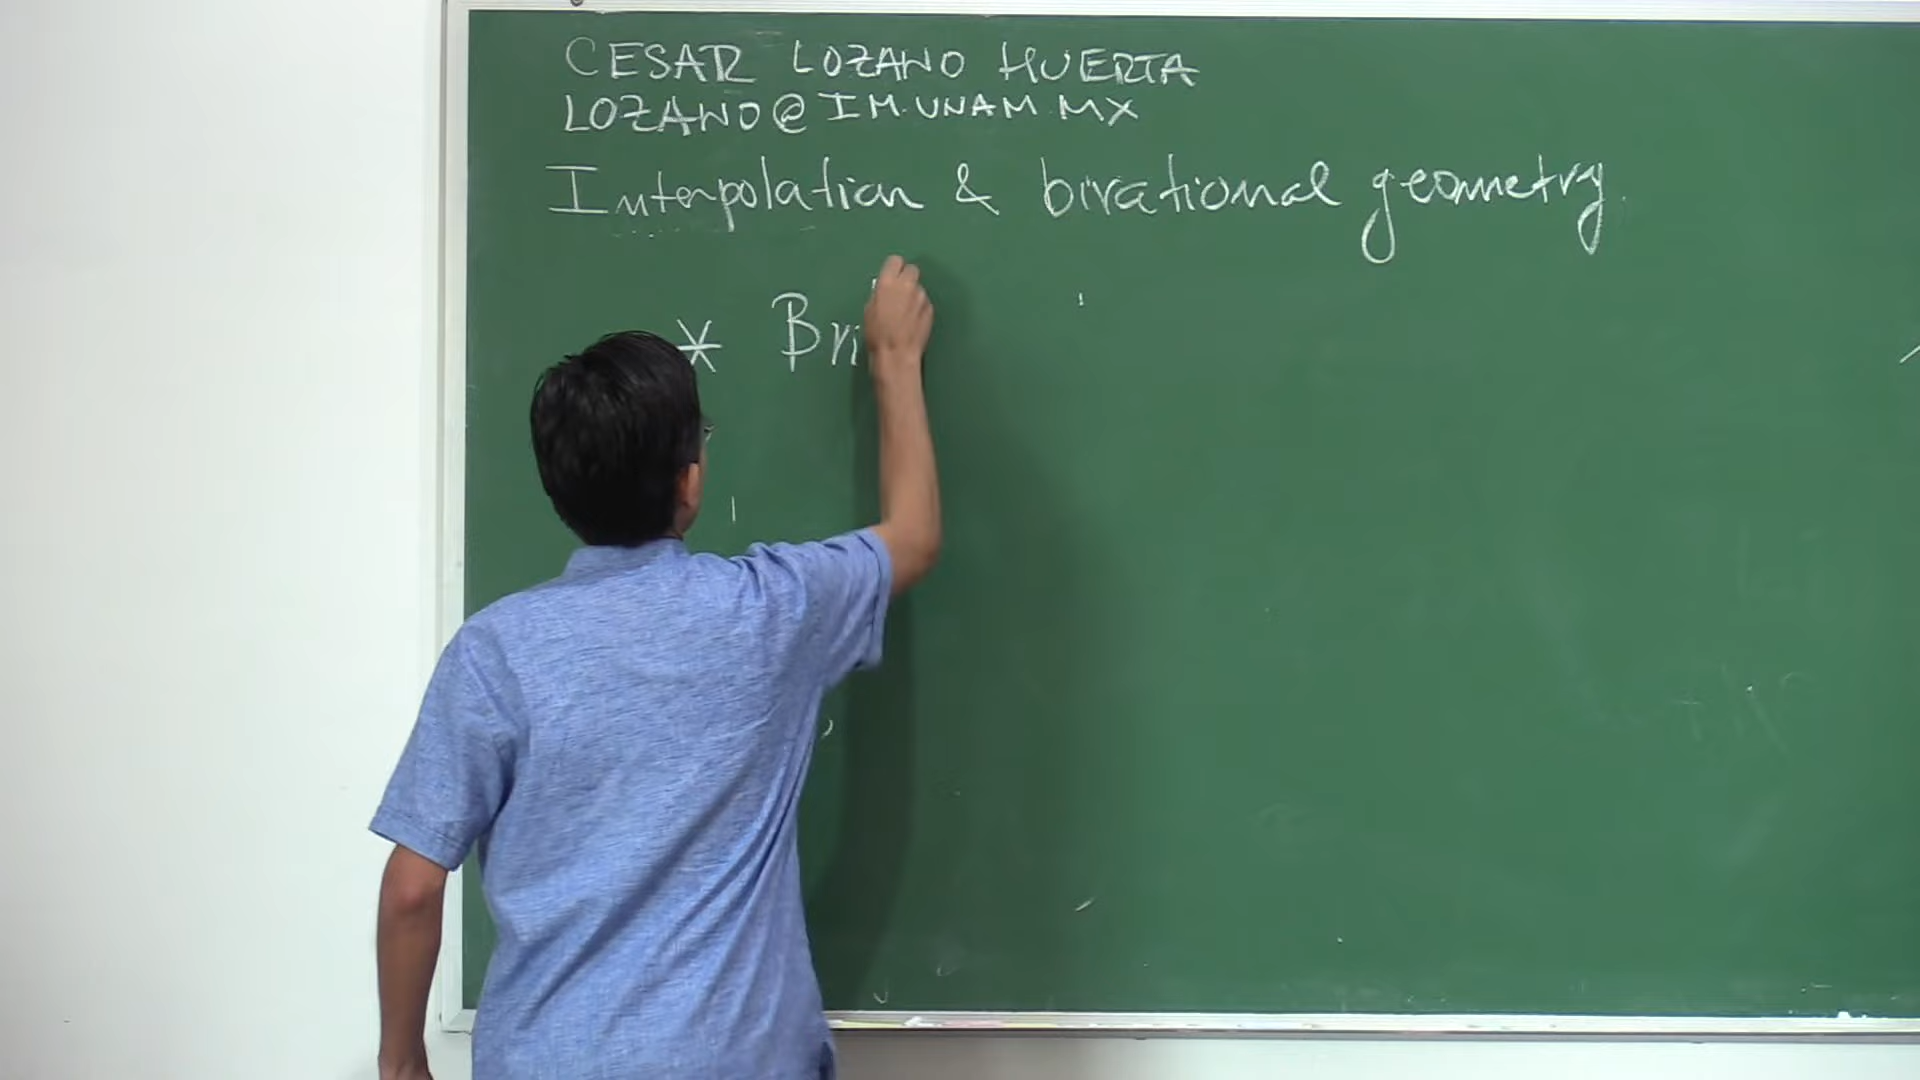 CESAR LOZANO HUERTA
LOZANO@IM.UNAM.MX
Interpolation & birational geometry.
* Bri